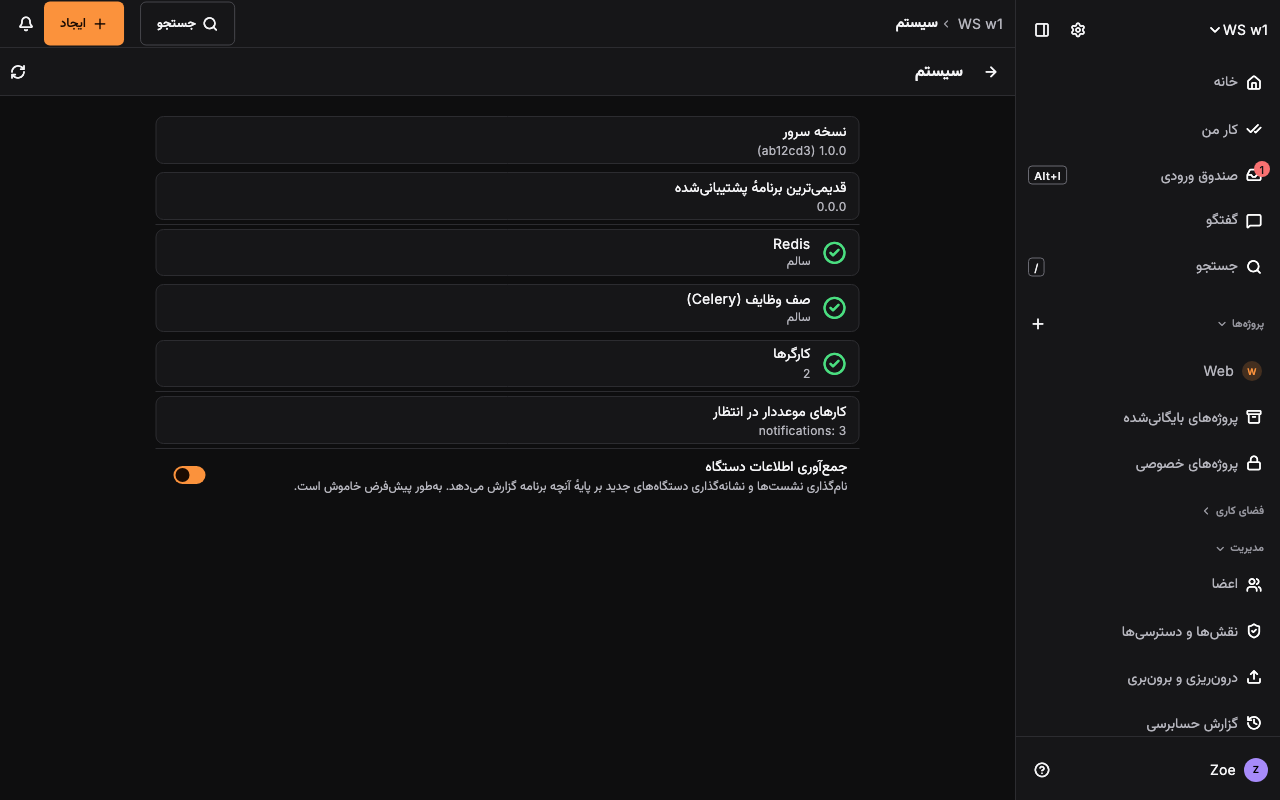 WS w1
خانه
کار من
صندوق ورودی
1
Alt+I
گفتگو
جستجو
/
پروژه‌ها
W
Web
پروژه‌های بایگانی‌شده
پروژه‌های خصوصی
فضای کاری
مدیریت
اعضا
نقش‌ها و دسترسی‌ها
درون‌ریزی و برون‌بری
گزارش حسابرسی
Z
Zoe
WS w1
سیستم
جستجو
ایجاد
سیستم
نسخه سرور
1.0.0 (ab12cd3)
قدیمی‌ترین برنامهٔ پشتیبانی‌شده
0.0.0
Redis
سالم
صف وظایف (Celery)
سالم
کارگرها
2
کارهای موعددار در انتظار
notifications: 3
جمع‌آوری اطلاعات دستگاه
نام‌گذاری نشست‌ها و نشانه‌گذاری دستگاه‌های جدید بر پایهٔ آنچه برنامه گزارش می‌دهد. به‌طور پیش‌فرض خاموش است.